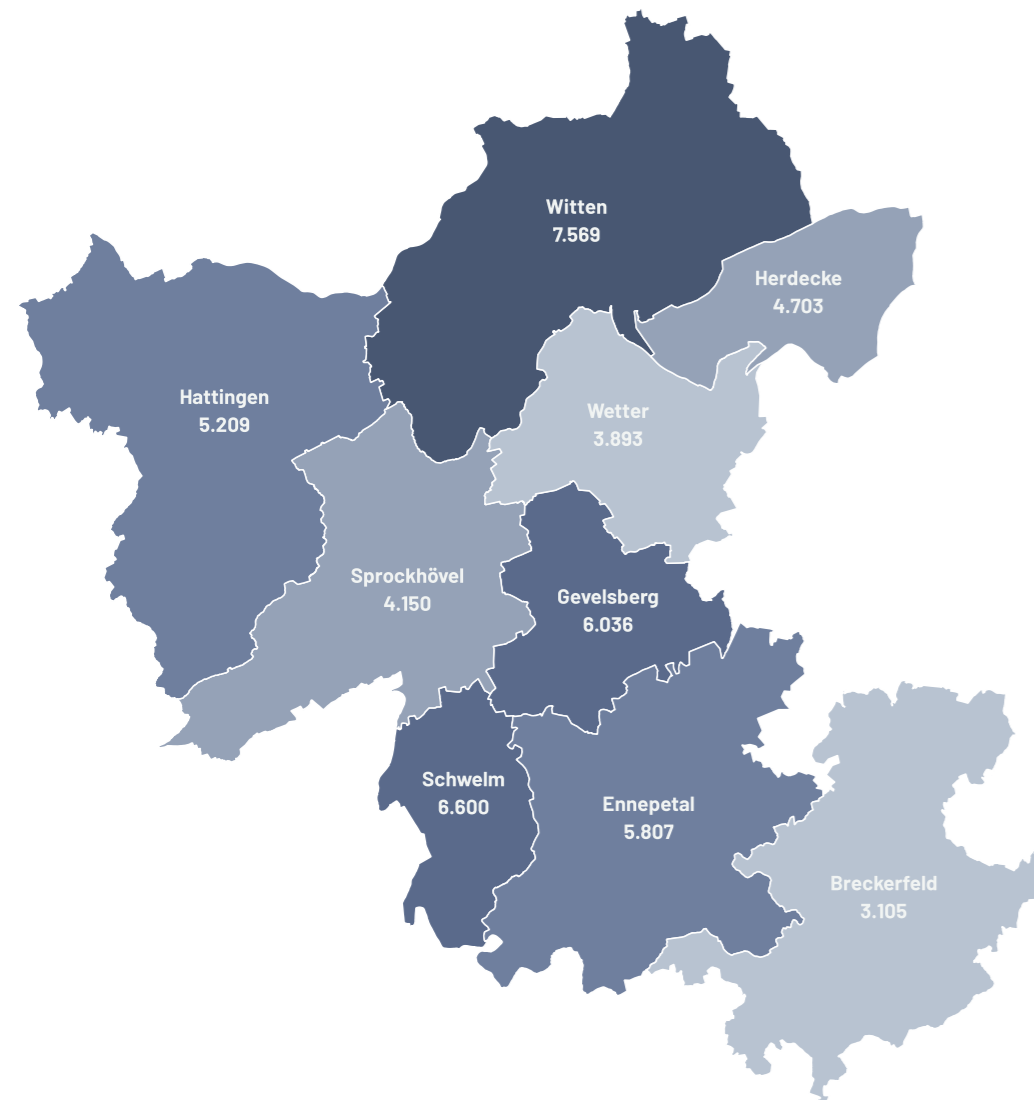 Witten
7.569
Herdecke
4.703
Hattingen
5.209
Wetter
3.893
Sprockhövel
4.150
Gevelsberg
6.036
Schwelm
6.600
Ennepetal
5.807
Breckerfeld
3.105